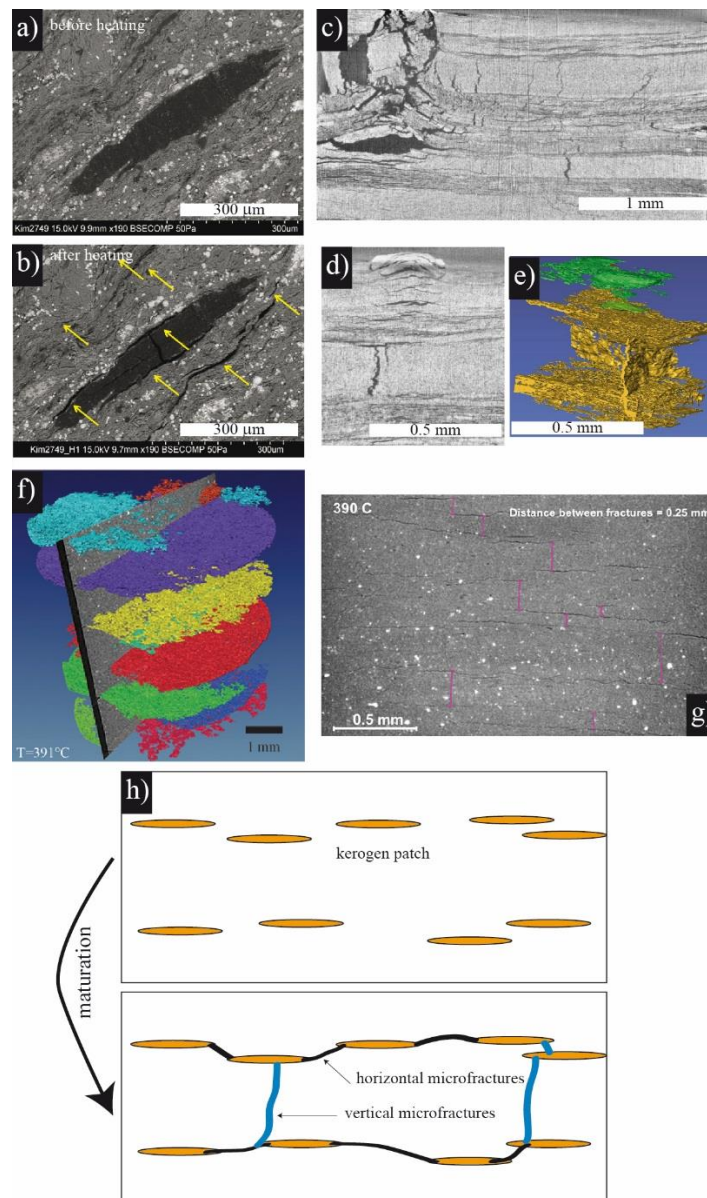 a)
before heating
300 µm
Kim2749 15.0kV 9.9mm x190 BSECOMP 50Pa
300um
b)
after heating
300 µm
Kim2749_H1 15.0kV 9.7mm x190 BSECOMP 50Pa
300um
c)
1 mm
d)
0.5 mm
e)
0.5 mm
f)
T=391°C
1 mm
390 C
Distance between fractures = 0.25 mm
0.5 mm
g)
h)
kerogen patch
maturation
horizontal microfractures
vertical microfractures